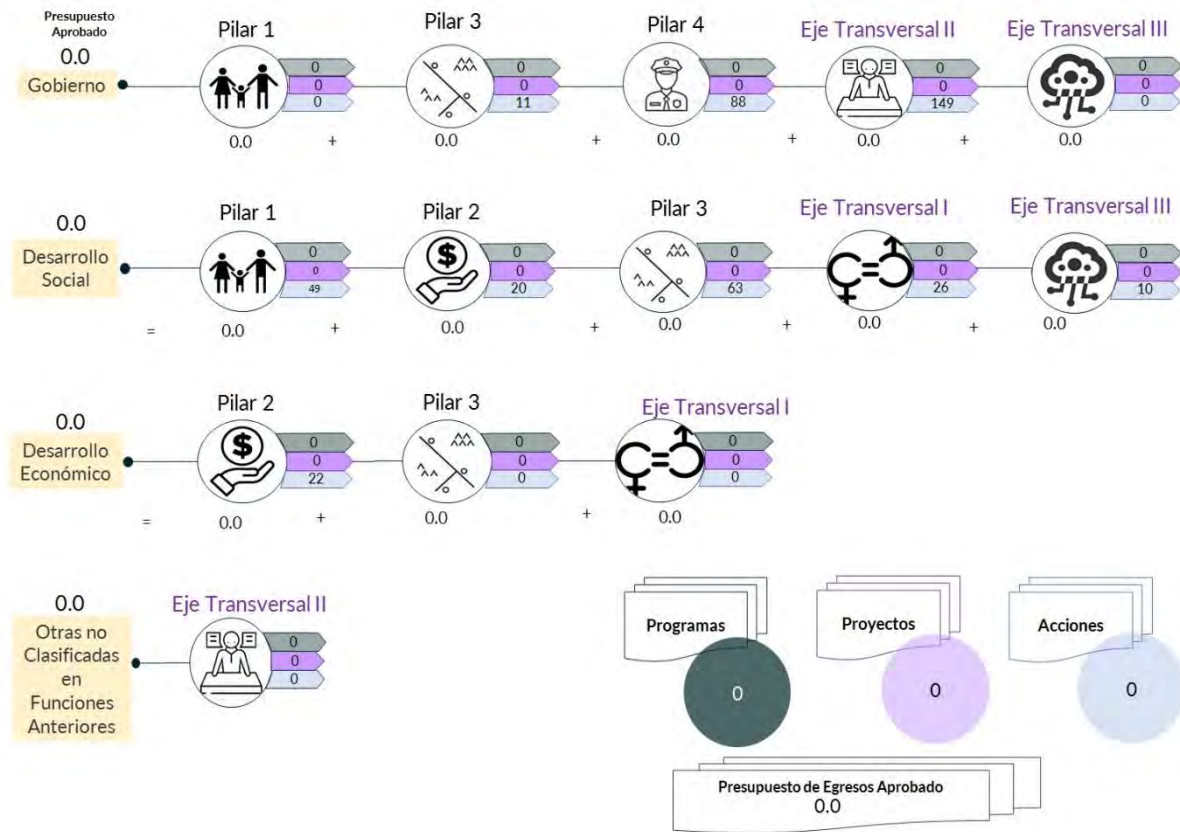 Presupuesto
Aprobado
0.0
Gobierno
Pilar 1
0
0
0
0.0
+
Pilar 3
0
0
11
0.0
+
Pilar 4
0
0
88
0.0
+
Eje Transversal II
0
0
149
0.0
+
Eje Transversal III
0
0
0
0.0
0.0
Desarrollo
Social
=
Pilar 1
0
0
49
0.0
+
Pilar 2
0
0
20
0.0
+
Pilar 3
0
0
63
0.0
+
Eje Transversal I
0
0
26
0.0
+
Eje Transversal III
0
0
10
0.0
0.0
Desarrollo
Económico
=
Pilar 2
$
0
0
22
0.0
+
Pilar 3
0
0
0
0.0
+
Eje Transversal I
0
0
0
0.0
0.0
Otras no
Clasificadas
en
Funciones
Anteriores
Eje Transversal II
0
0
0
Programas
0
Proyectos
0
Acciones
0
Presupuesto de Egresos Aprobado
0.0